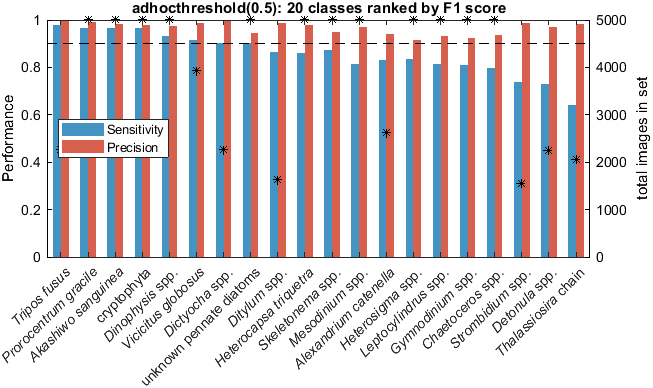 adhocthreshold(0.5): 20 classes ranked by F1 score
Performance
1
0.8
0.6
0.4
0.2
0
5000
4000
3000
2000
1000
0
total images in set
Sensitivity
Precision
Tripos fusus
Prorocentrum gracile
Akashiwo sanguinea
cryptophyta
Dinophysis spp.
Vicicitus globosus
Dictyocha spp.
unknown pennate diatoms
Ditylum spp.
Heterocapsa triquetra
Skeletonema spp.
Mesodinium spp.
Alexandrium catenella
Heterosigma spp.
Leptocylindrus spp.
Gymnodinium spp.
Chaetoceros spp.
Strombidium spp.
Detonula spp.
Thalassiosira chain